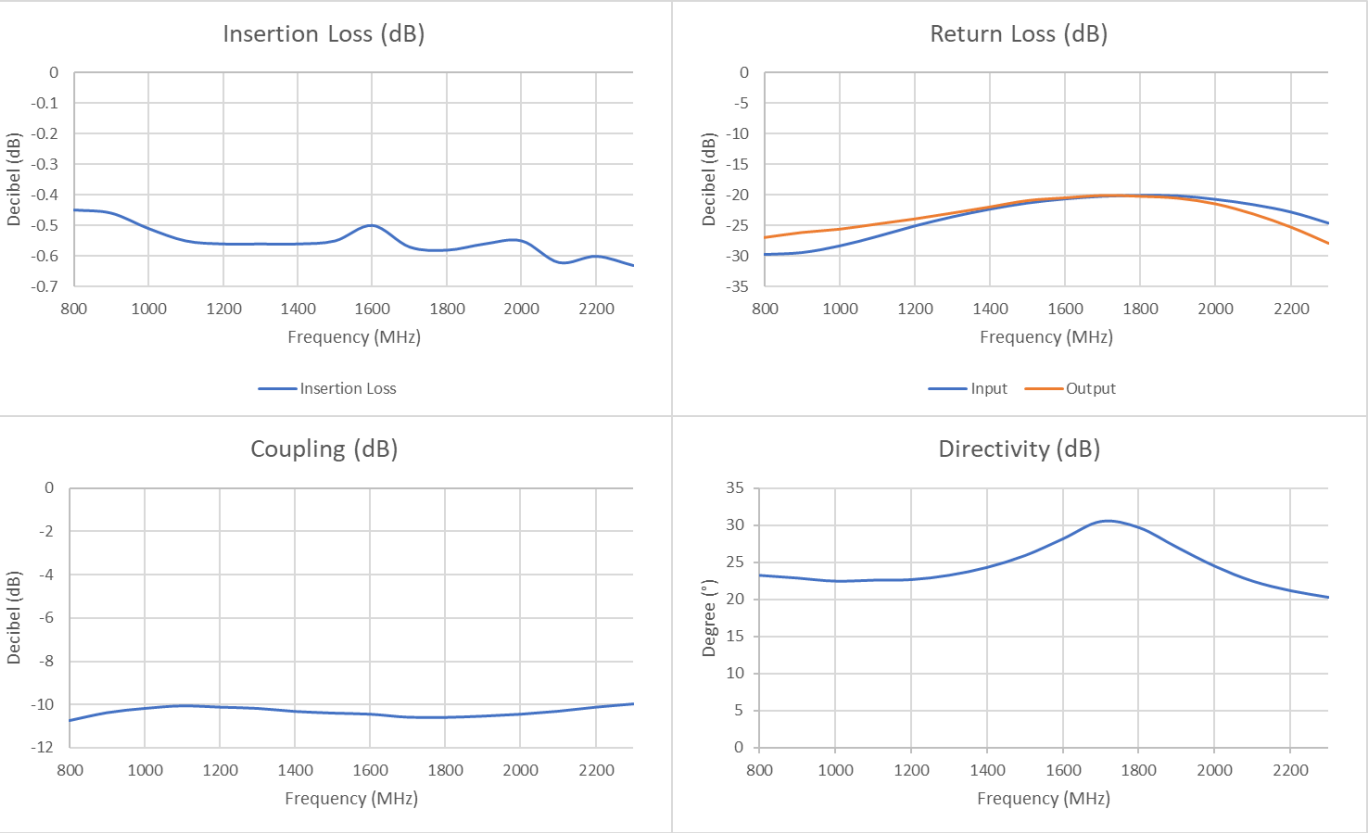 Insertion Loss (dB)
0
-0.1
-0.2
-0.3
-0.4
-0.5
-0.6
-0.7
Decibel (dB)
800 1000 1200 1400 1600 1800 2000 2200
Frequency (MHz)
Insertion Loss
Return Loss (dB)
0
-5
-10
-15
-20
-25
-30
-35
Decibel (dB)
800 1000 1200 1400 1600 1800 2000 2200
Frequency (MHz)
Input Output
Coupling (dB)
0
-2
-4
-6
-8
-10
-12
Decibel (dB)
800 1000 1200 1400 1600 1800 2000 2200
Frequency (MHz)
Directivity (dB)
35
30
25
20
15
10
5
0
Degree (°)
800 1000 1200 1400 1600 1800 2000 2200
Frequency (MHz)